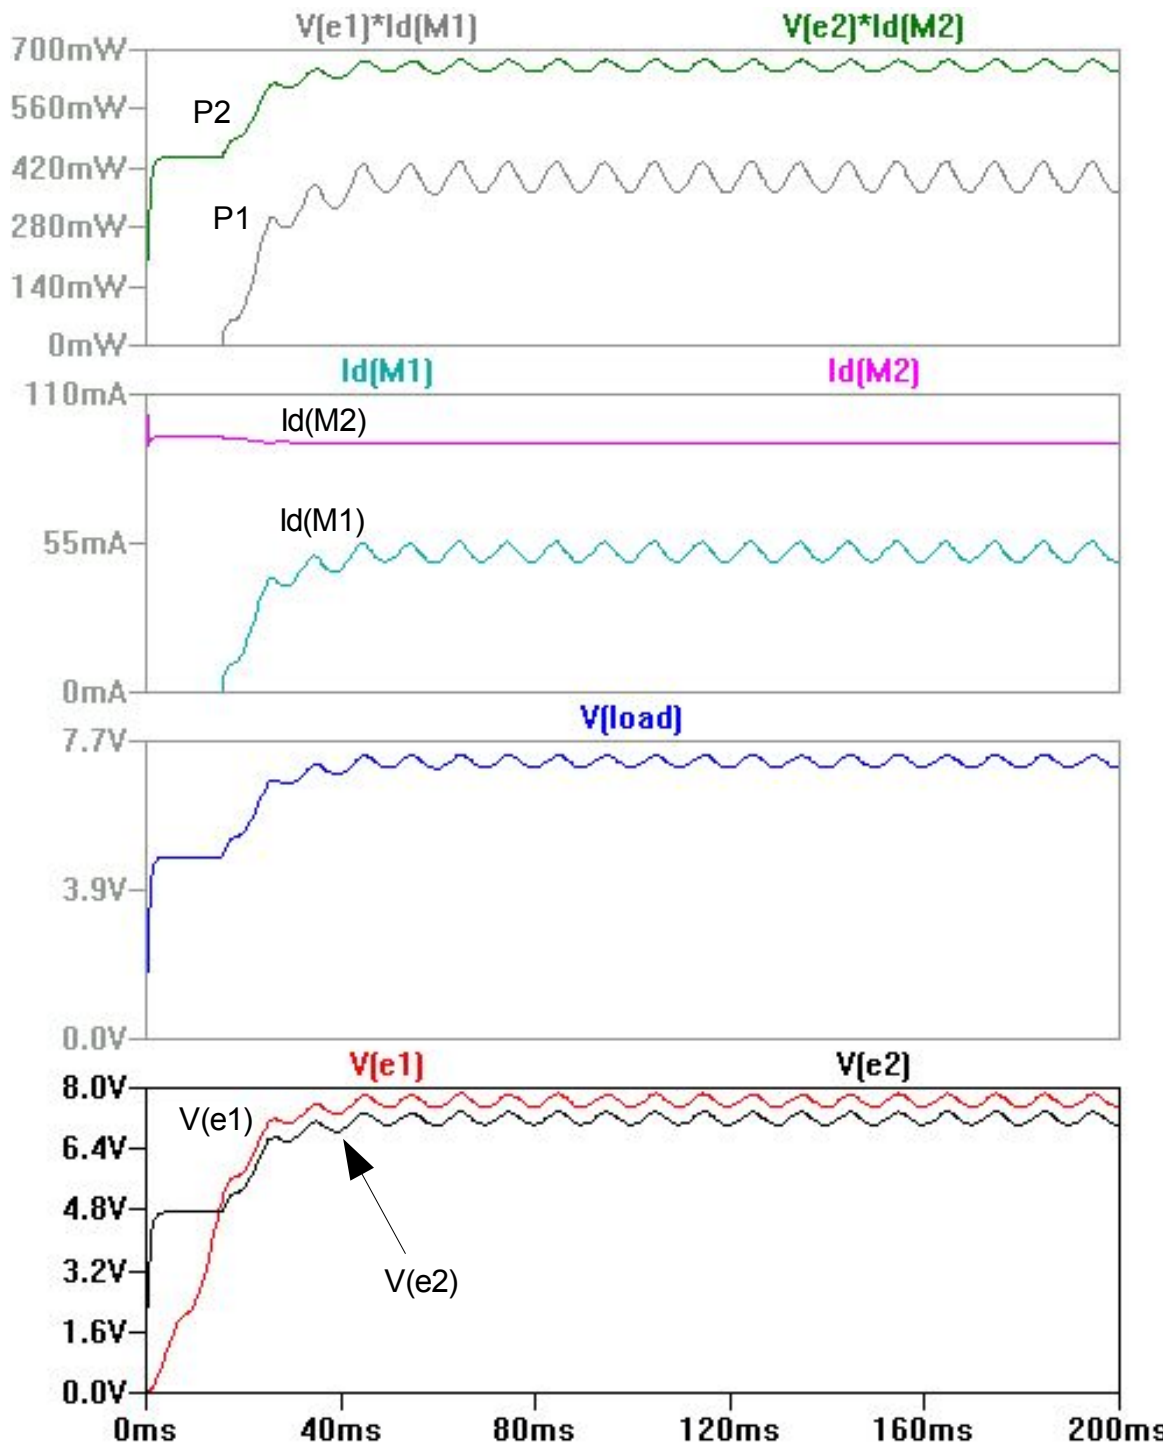 V(e1)*Id(M1) V(e2)*Id(M2)
700mW
560mW
P2
420mW
P1
280mW
140mW
0mW
Id(M1) Id(M2)
110mA
Id(M2)
Id(M1)
55mA
0mA
V(load)
7.7V
3.9V
0.0V
V(e1) V(e2)
8.0V
V(e1)
6.4V
4.8V
3.2V
V(e2)
1.6V
0.0V
0ms 40ms 80ms 120ms 160ms 200ms